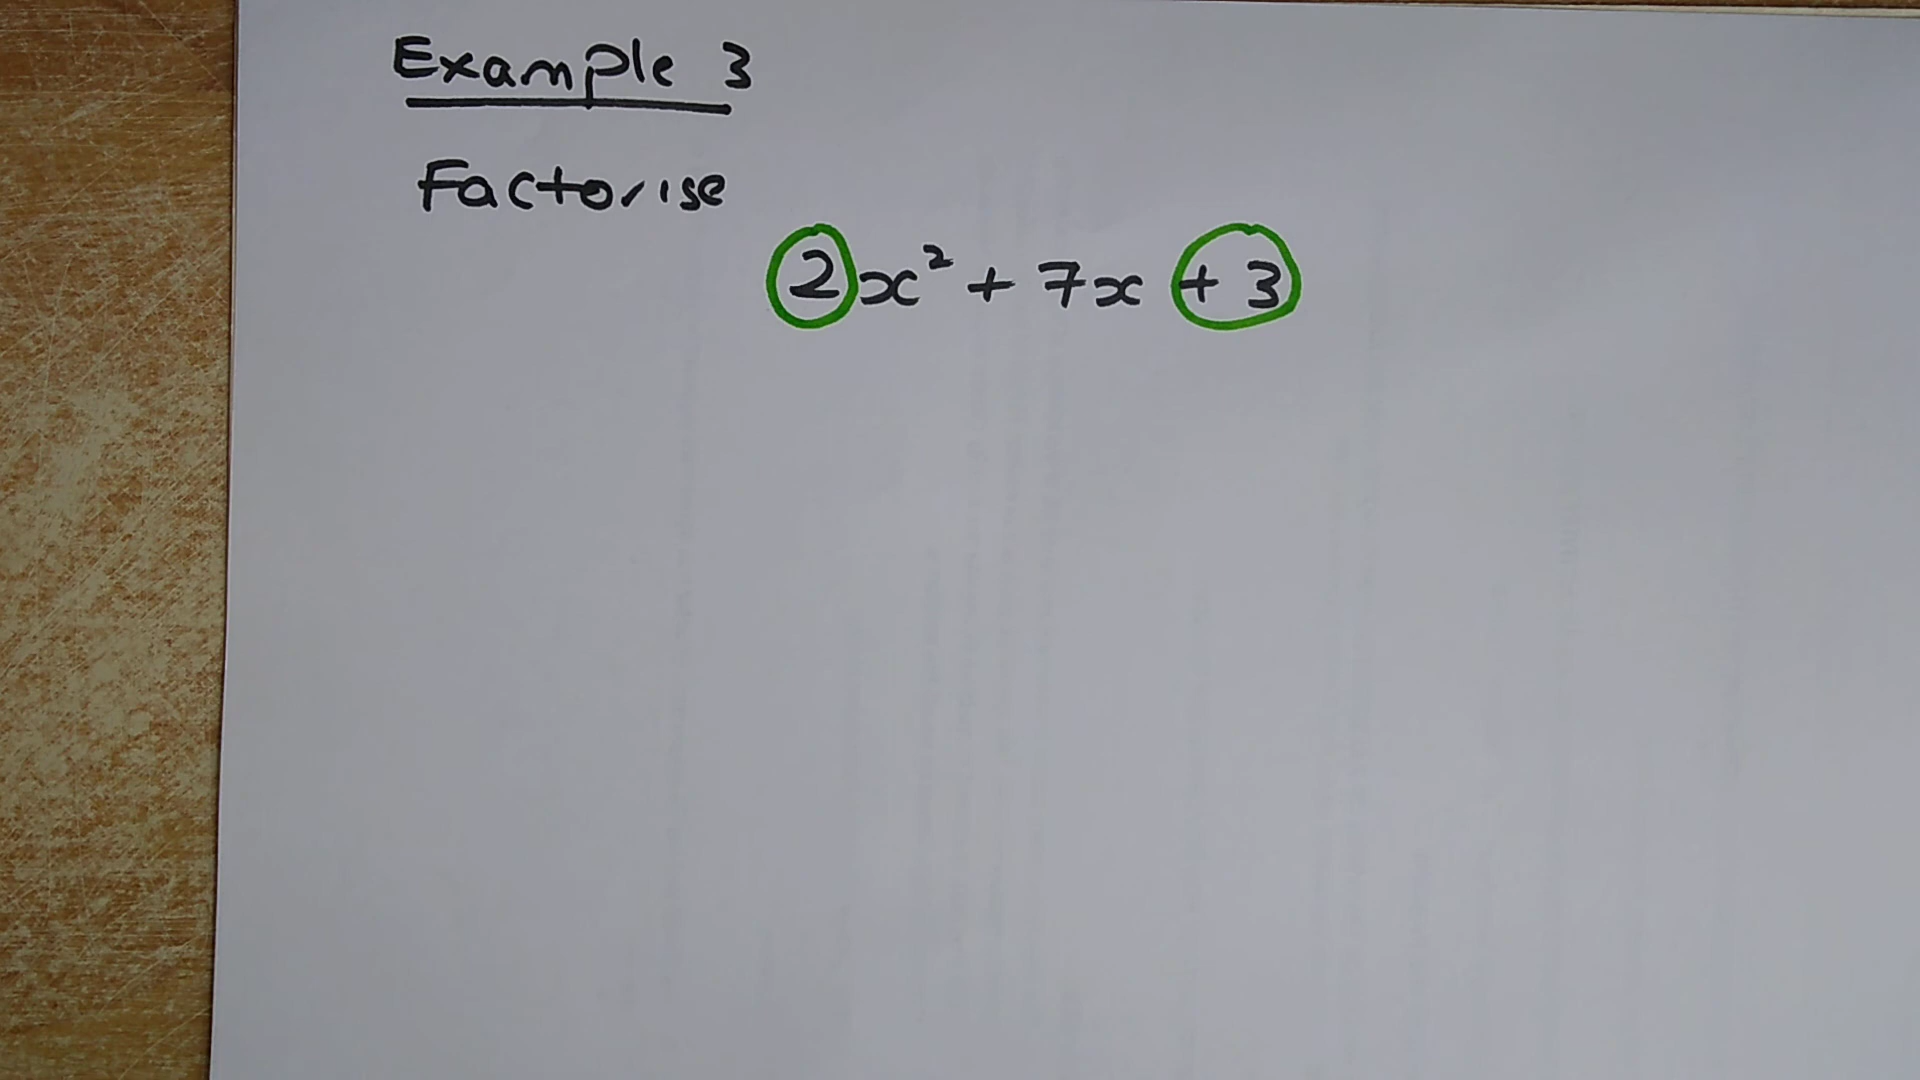 Example 3
Factorise
2x² + 7x + 3